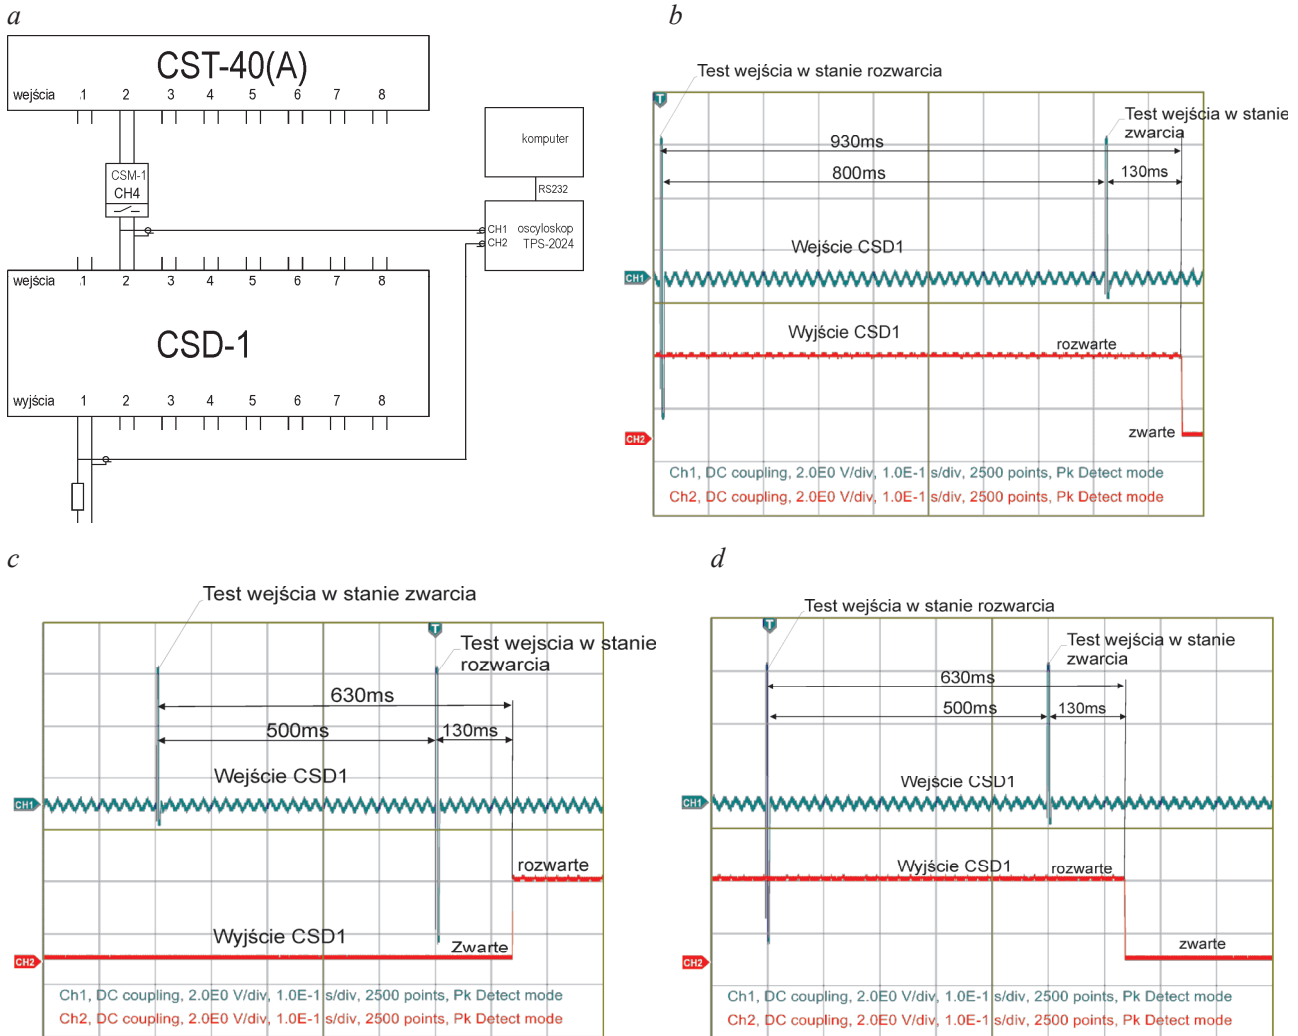 a
CST-40(A)
wejścia 1 2 3 4 5 6 7 8
CSM-1
CH4
komputer
RS232
CH1 oscyloskop
CH2 TPS-2024
wejścia 1 2 3 4 5 6 7 8
CSD-1
wyjścia 1 2 3 4 5 6 7 8
b
Test wejścia w stanie rozwarcia
T
Test wejścia w stanie
zwarcia
930ms
800ms 130ms
Wejście CSD1
CH1
Wyjście CSD1
rozwarte
zwarte
CH2
Ch1, DC coupling, 2.0E0 V/div, 1.0E-1 s/div, 2500 points, Pk Detect mode
Ch2, DC coupling, 2.0E0 V/div, 1.0E-1 s/div, 2500 points, Pk Detect mode
c
Test wejścia w stanie zwarcia
T
Test wejscia w stanie
rozwarcia
630ms
500ms 130ms
Wejście CSD1
CH1
rozwarte
Wyjście CSD1
Zwarte
CH2
Ch1, DC coupling, 2.0E0 V/div, 1.0E-1 s/div, 2500 points, Pk Detect mode
Ch2, DC coupling, 2.0E0 V/div, 1.0E-1 s/div, 2500 points, Pk Detect mode
d
Test wejścia w stanie rozwarcia
T
Test wejścia w stanie
zwarcia
630ms
500ms 130ms
Wejście CSD1
CH1
Wyjście CSD1 rozwarte
zwarte
CH2
Ch1, DC coupling, 2.0E0 V/div, 1.0E-1 s/div, 2500 points, Pk Detect mode
Ch2, DC coupling, 2.0E0 V/div, 1.0E-1 s/div, 2500 points, Pk Detect mode